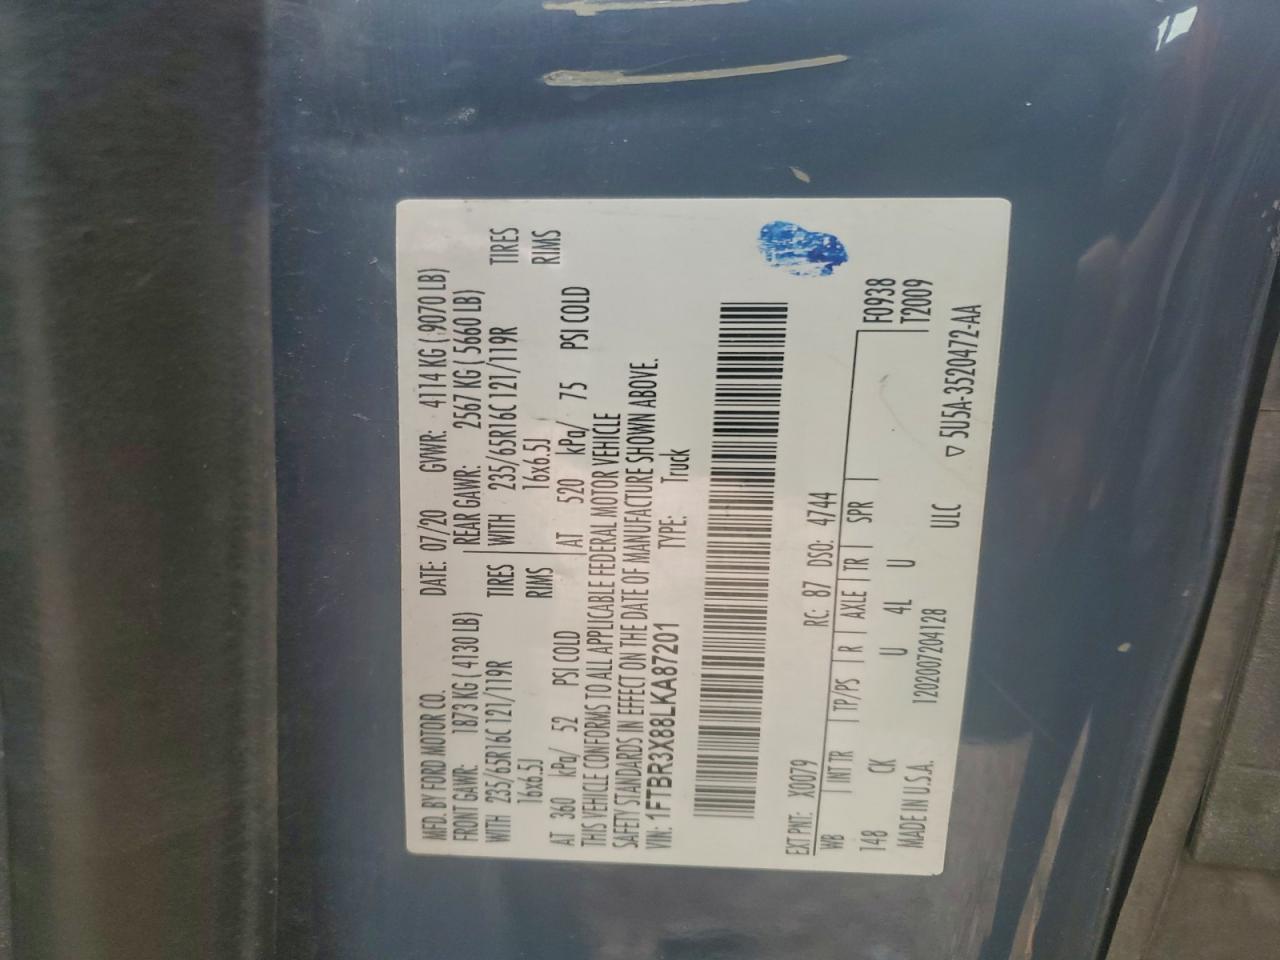 MFD. BY FORD MOTOR CO.
DATE: 07/20 GVWR: 4114 KG ( 9070 LB)
FRONT GAWR: 1873 KG ( 4130 LB) REAR GAWR: 2567 KG ( 5660 LB)
WITH 235/65R16C 121/119R TIRES WITH 235/65R16C 121/119R TIRES
16x6.5J RIMS 16x6.5J RIMS
AT 360 kPa/ 52 PSI COLD AT 520 kPa/ 75 PSI COLD
THIS VEHICLE CONFORMS TO ALL APPLICABLE FEDERAL MOTOR VEHICLE
SAFETY STANDARDS IN EFFECT ON THE DATE OF MANUFACTURE SHOWN ABOVE.
VIN: 1FTBR3X88LKA87201 TYPE: Truck
EXT PNT: X0079 RC: 87 DSO: 4744
WB INT TR TP/PS R AXLE TR SPR F0938
148 CK U 4L U T2009
MADE IN U.S.A. 1202007204128 ULC ▽ 5U5A-3520472-AA